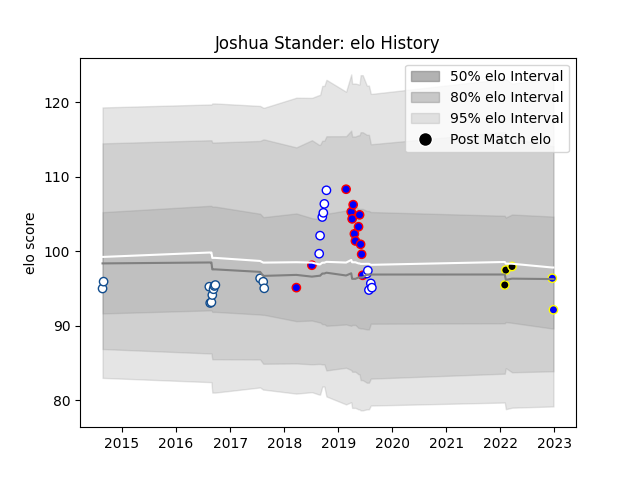 Joshua Stander: elo History
50% elo Interval
80% elo Interval
95% elo Interval
Post Match elo
elo score
120
110
100
90
80
2015 2016 2017 2018 2019 2020 2021 2022 2023